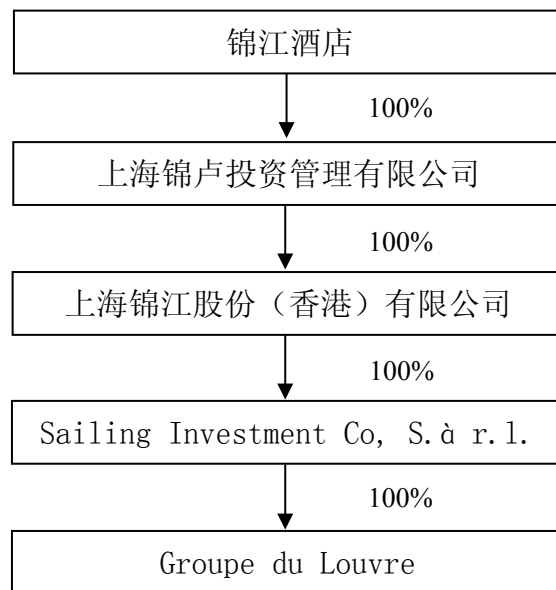 锦江酒店
100%
上海锦卢投资管理有限公司
100%
上海锦江股份（香港）有限公司
100%
Sailing Investment Co, S.à r.l.
100%
Groupe du Louvre